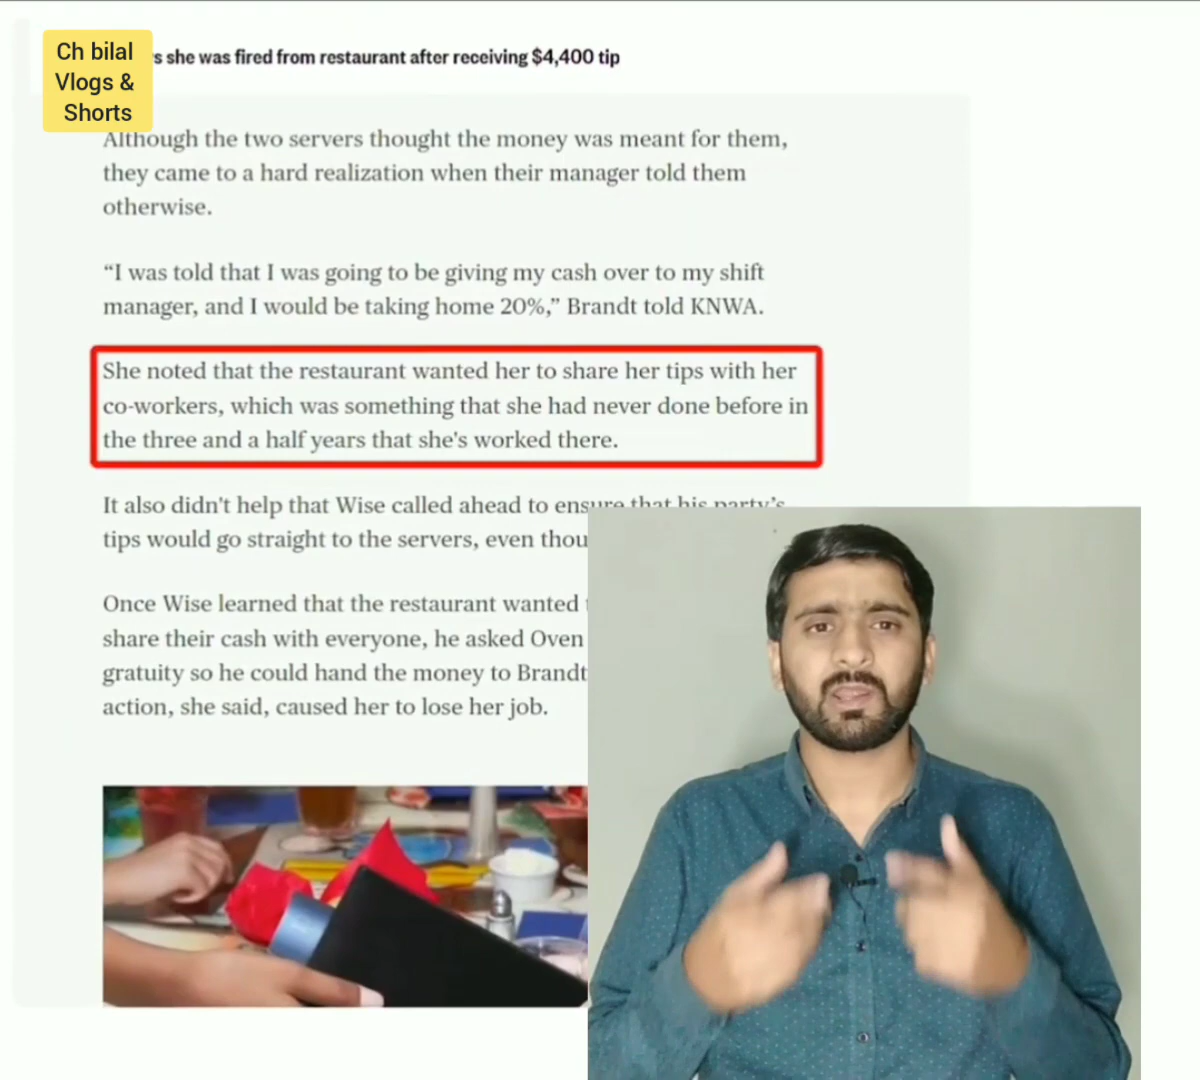 Ch bilal
Vlogs &
Shorts
s she was fired from restaurant after receiving $4,400 tip
Although the two servers thought the money was meant for them,
they came to a hard realization when their manager told them
otherwise.
“I was told that I was going to be giving my cash over to my shift
manager, and I would be taking home 20%,” Brandt told KNWA.
She noted that the restaurant wanted her to share her tips with her
co-workers, which was something that she had never done before in
the three and a half years that she's worked there.
It also didn't help that Wise called ahead to ensure that his party’s
tips would go straight to the servers, even thou
Once Wise learned that the restaurant wanted
share their cash with everyone, he asked Oven
gratuity so he could hand the money to Brandt
action, she said, caused her to lose her job.